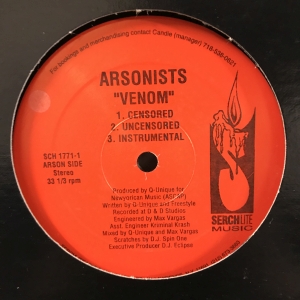 For bookings and merchandising contact Candie (manager) 718-538-0621
ARSONISTS
"VENOM"
1. CENSORED
2. UNCENSORED
3. INSTRUMENTAL
SCH 1771-1
ARSON SIDE
Stereo
33 1/3 rpm
Produced by Q-Unique for
Newyorican Music (ASCAP)
Written by Q-Unique and Freestyle
Recorded at D & D Studios
Engineered by Max Vargas
Asst. Engineer Krominal Krach
Mixed by Q-Unique and Max Vargas
Scratches by D.J. Spin One
Executive Producer D.J. Eclipse
SERCHLITE
MUSIC